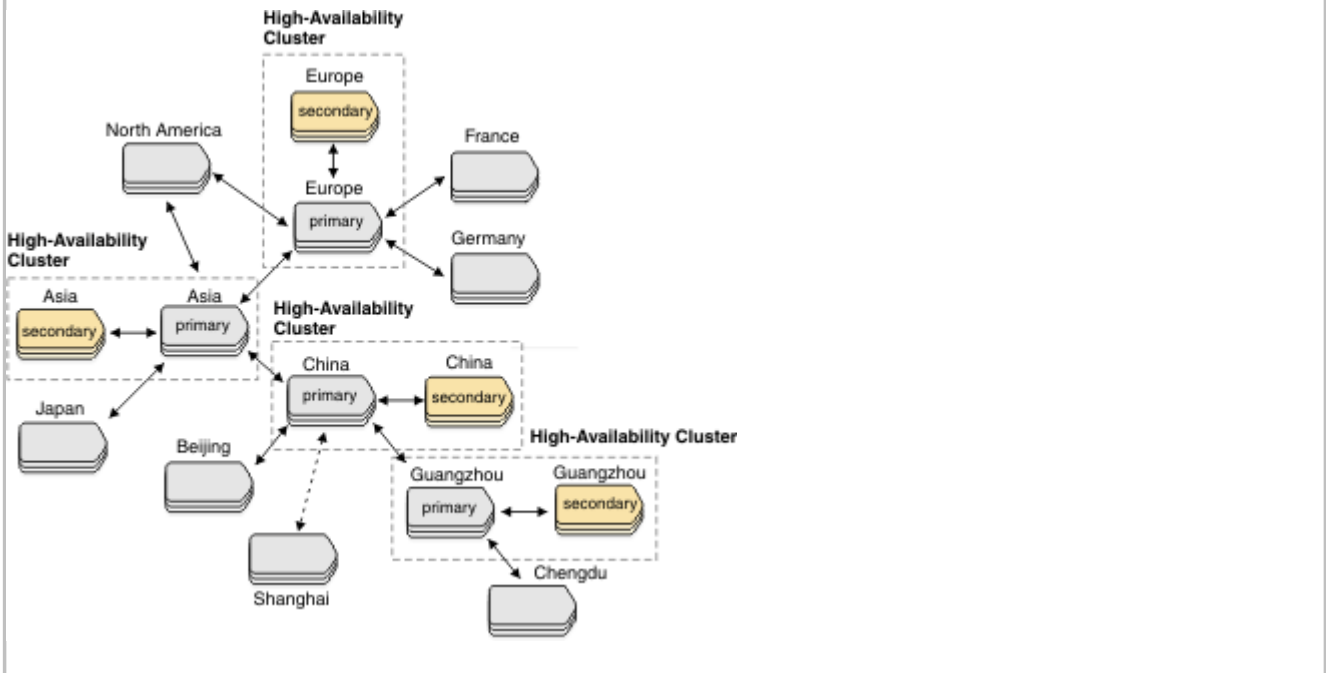 High-Availability
Cluster
Europe
secondary
North America
France
Europe
primary
Germany
High-Availability
Cluster
Asia
secondary
Asia
primary
High-Availability
Cluster
China
primary
China
secondary
Japan
Beijing
High-Availability Cluster
Guangzhou
primary
Guangzhou
secondary
Shanghai
Chengdu